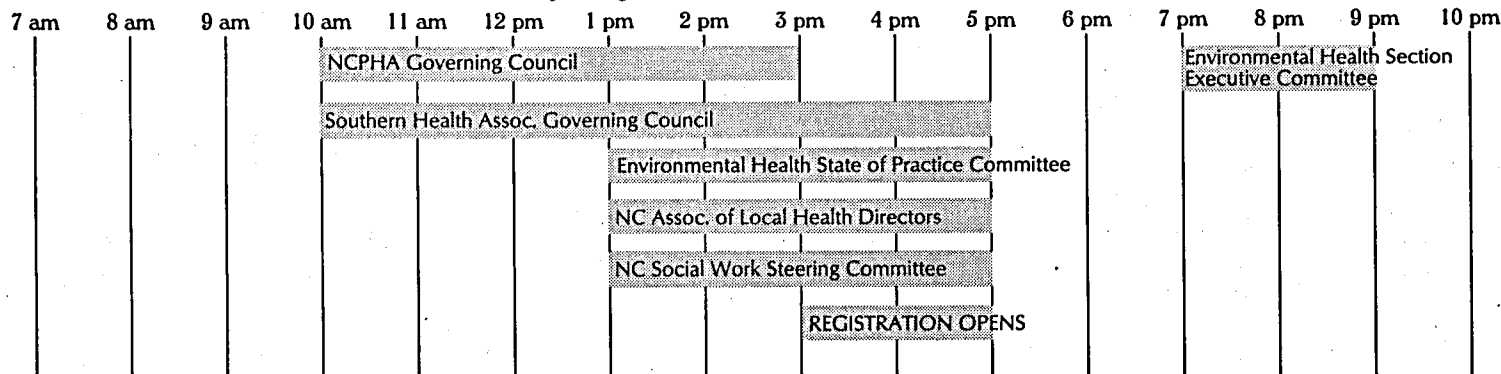 7 am 8 am 9 am 10 am 11 am 12 pm 1 pm 2 pm 3 pm 4 pm 5 pm 6 pm 7 pm 8 pm 9 pm 10 pm
NCPHA Governing Council
Environmental Health Section
Executive Committee
Southern Health Assoc. Governing Council
Environmental Health State of Practice Committee
NC Assoc. of Local Health Directors
NC Social Work Steering Committee
REGISTRATION OPENS